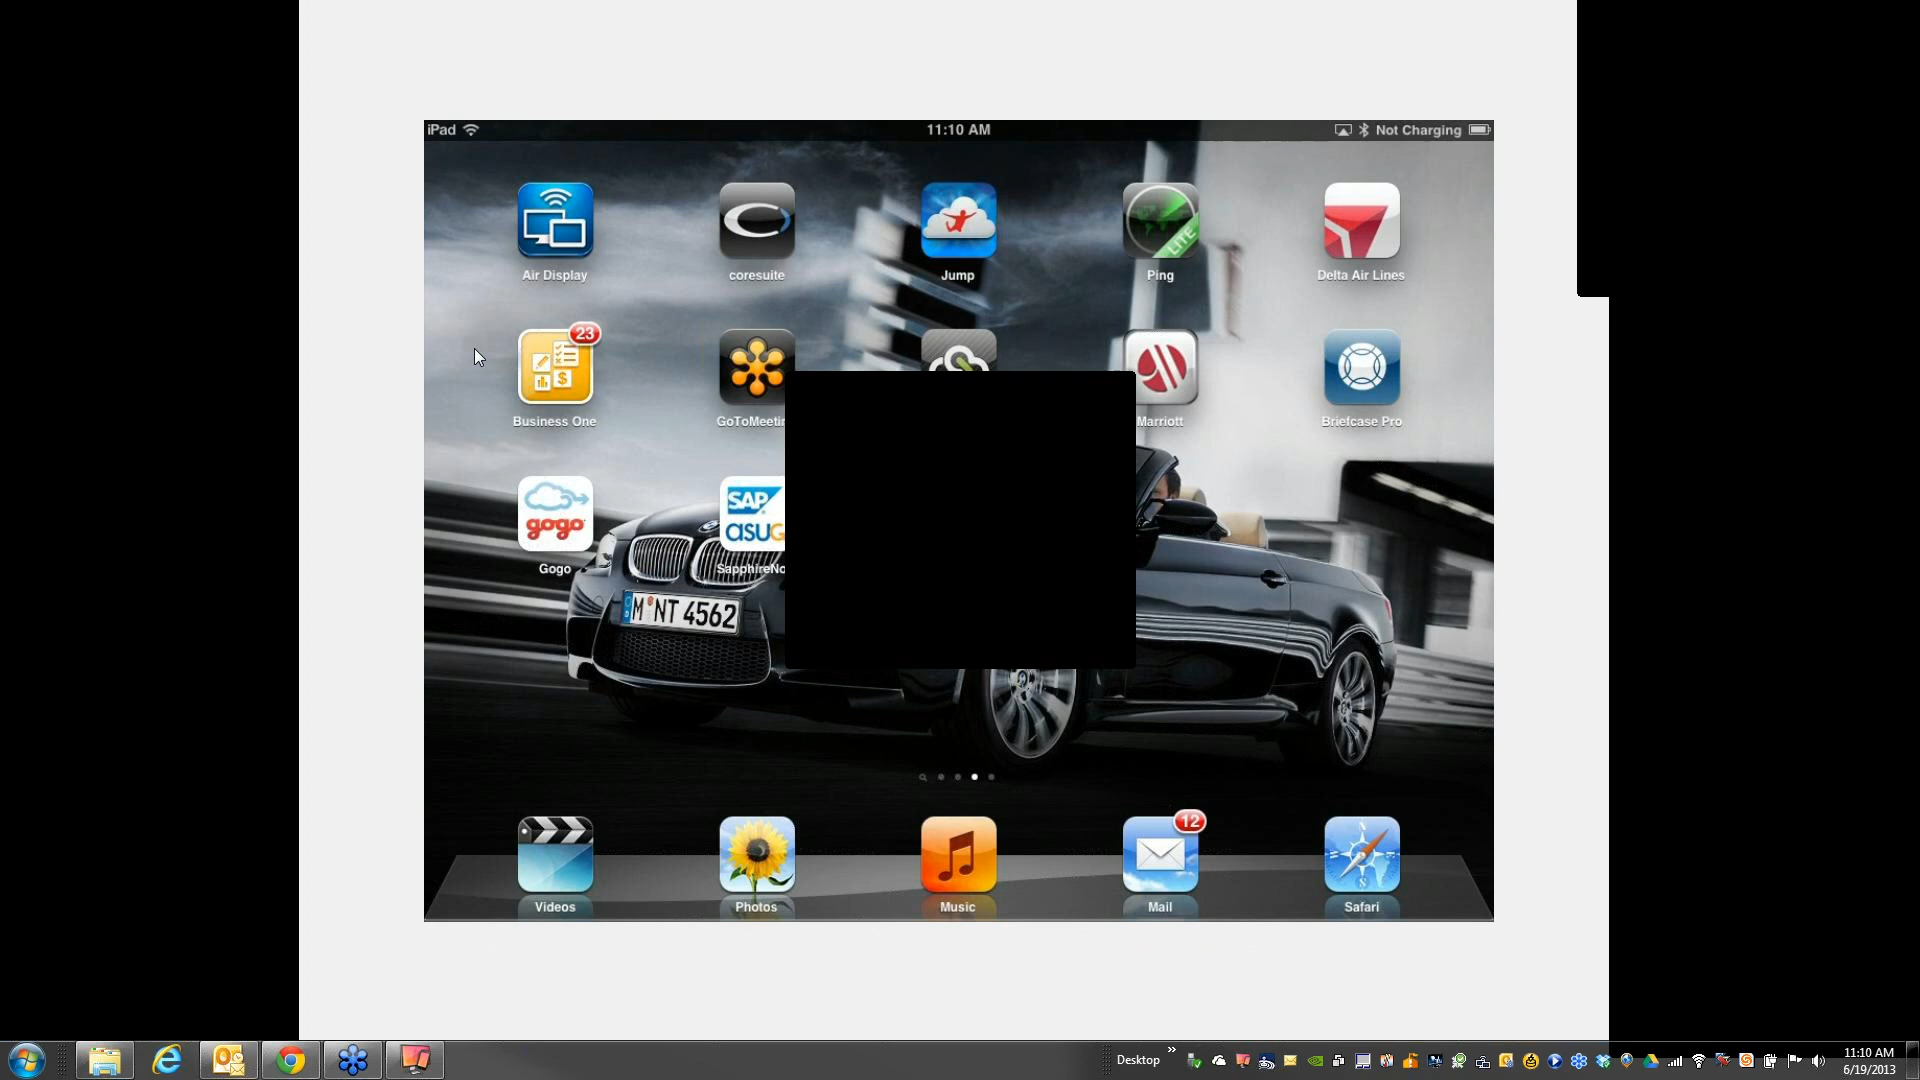 iPad
11:10 AM
Not Charging
Air Display
coresuite
Jump
LITE
Ping
Delta Air Lines
23
Business One
GoToMeetin
Marriott
Briefcase Pro
gogo
Gogo
SAP
asug
SapphireNo
M NT 4562
Videos
Photos
Music
12
Mail
Safari
Desktop
11:10 AM
6/19/2013